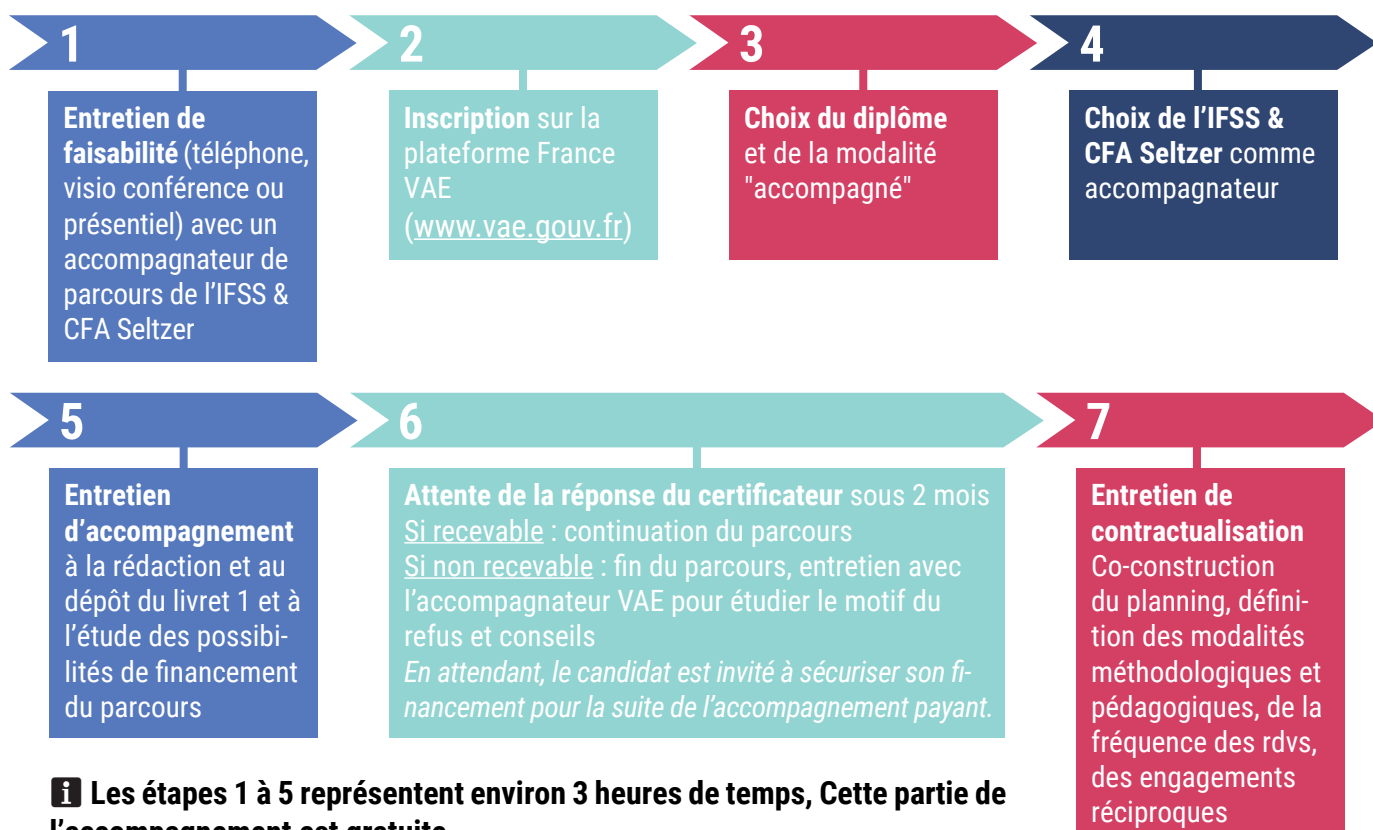 1
Entretien de
faisabilité (téléphone,
visio conférence ou
présentiel) avec un
accompagnateur de
parcours de l'IFSS &
CFA Seltzer
2
Inscription sur la
plateforme France
VAE
(www.vae.gouv.fr)
3
Choix du diplôme
et de la modalité
"accompagné"
4
Choix de l'IFSS &
CFA Seltzer comme
accompagnateur
5
Entretien
d'accompagnement
à la rédaction et au
dépôt du livret 1 et à
l'étude des possibi-
lités de financement
du parcours
6
Attente de la réponse du certificateur sous 2 mois
Si recevable : continuation du parcours
Si non recevable : fin du parcours, entretien avec
l'accompagnateur VAE pour étudier le motif du
refus et conseils
En attendant, le candidat est invité à sécuriser son fi-
nancement pour la suite de l'accompagnement payant.
7
Entretien de
contractualisation
Co-construction
du planning, défini-
tion des modalités
méthodologiques et
pédagogiques, de la
fréquence des rdvs,
des engagements
réciproques
i Les étapes 1 à 5 représentent environ 3 heures de temps, Cette partie de
l'accompagnement est gratuite